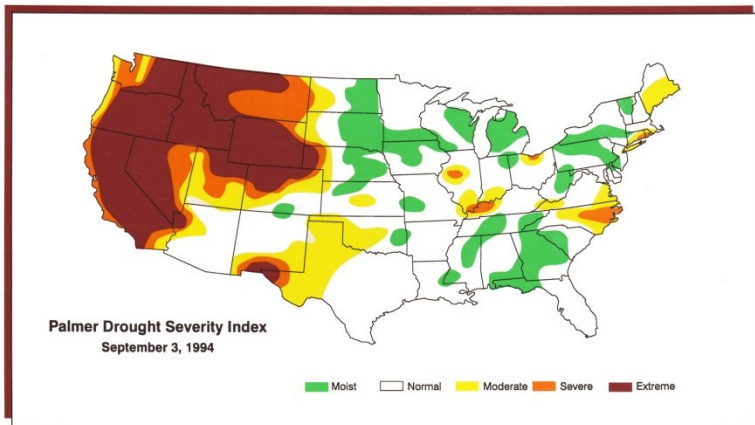 Palmer Drought Severity Index
September 3, 1994
Moist Normal Moderate Severe Extreme